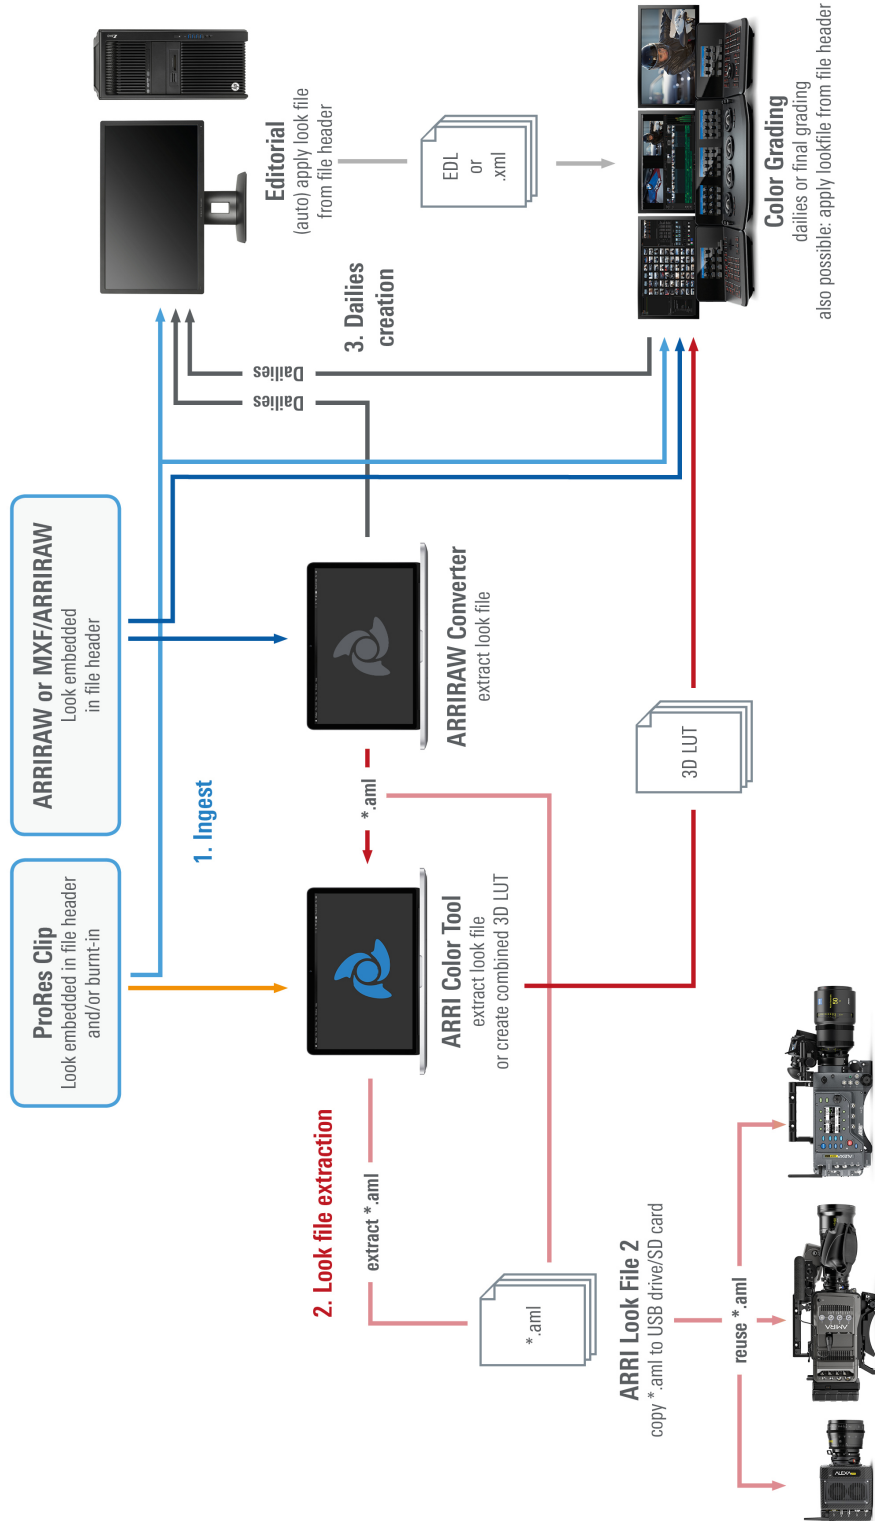 ProRes Clip
Look embedded in file header
and/or burnt-in
ARRIRAW or MXF/ARRIRAW
Look embedded
in file header
1. Ingest
Editorial
(auto) apply look file
from file header
2. Look file extraction
ARRI Color Tool
extract look file
or create combined 3D LUT
*.aml
ARRIRAW Converter
extract look file
Dailies
Dailies
3. Dailies
creation
EDL
or
.xml
extract *.aml
*.aml
3D LUT
Color Grading
dailies or final grading
also possible: apply lookfile from file header
ARRI Look File 2
copy *.aml to USB drive/SD card
reuse *.aml
ALEXA
AMIRA
ALEXA